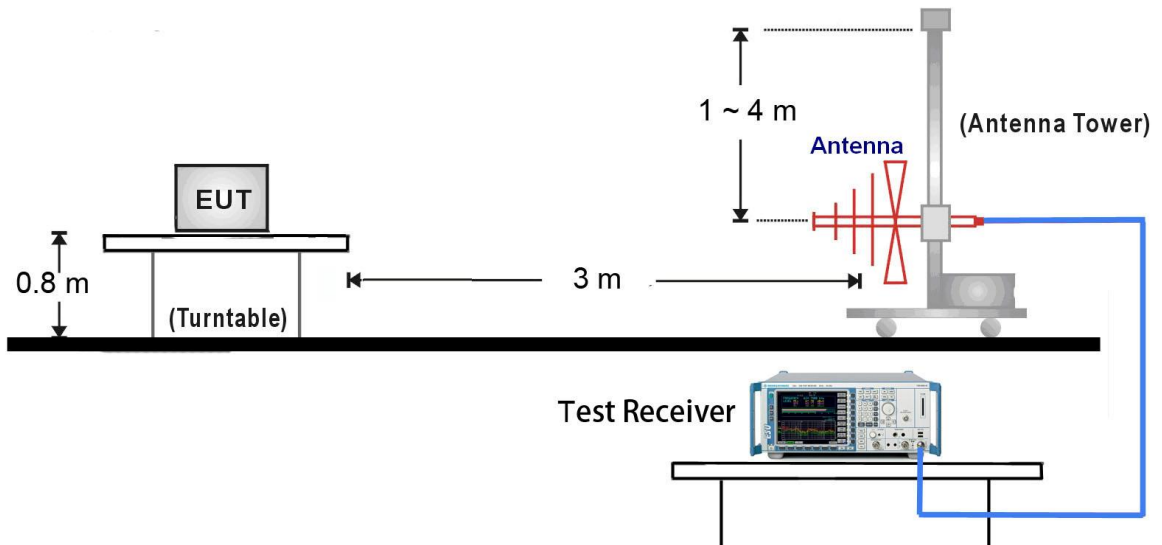 1 ~ 4 m
(Antenna Tower)
Antenna
EUT
0.8 m
3 m
(Turntable)
Test Receiver